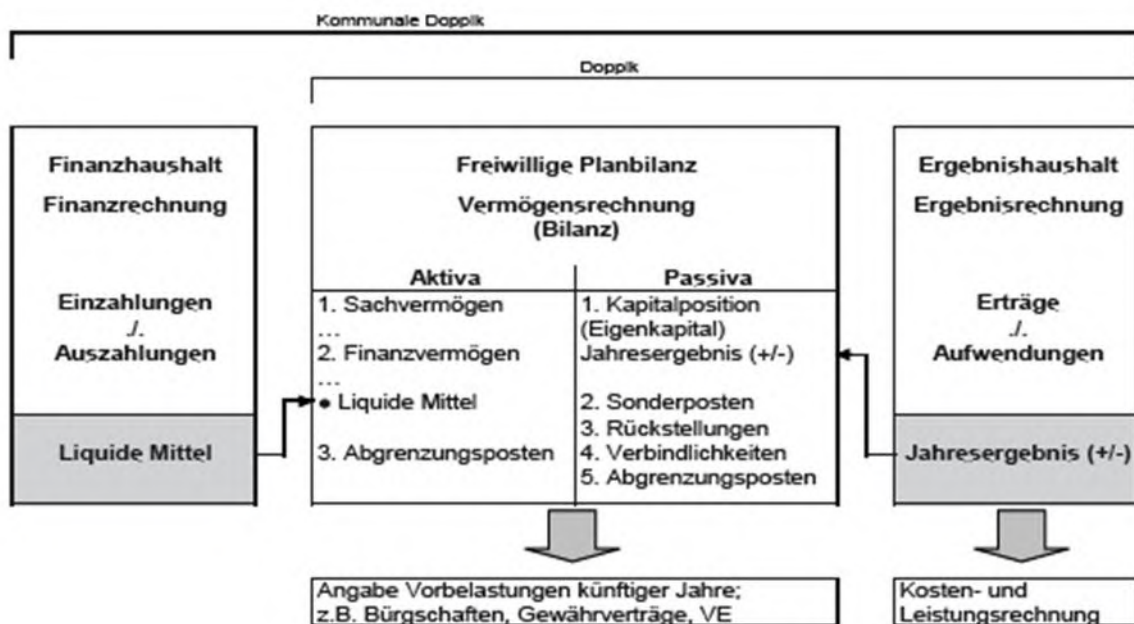 Kommunale Doppik
Doppik
Finanzhaushalt
Finanzrechnung
Einzahlungen
./.
Auszahlungen
Liquide Mittel
Freiwillige Planbilanz
Vermögensrechnung
(Bilanz)
Aktiva
1. Sachvermögen
...
2. Finanzvermögen
...
• Liquide Mittel
3. Abgrenzungsposten
Passiva
1. Kapitalposition
(Eigenkapital)
Jahresergebnis (+/-)
2. Sonderposten
3. Rückstellungen
4. Verbindlichkeiten
5. Abgrenzungsposten
Ergebnishaushalt
Ergebnisrechnung
Erträge
./.
Aufwendungen
Jahresergebnis (+/-)
Angabe Vorbelastungen künftiger Jahre;
z.B. Bürgschaften, Gewährverträge, VE
Kosten- und
Leistungsrechnung